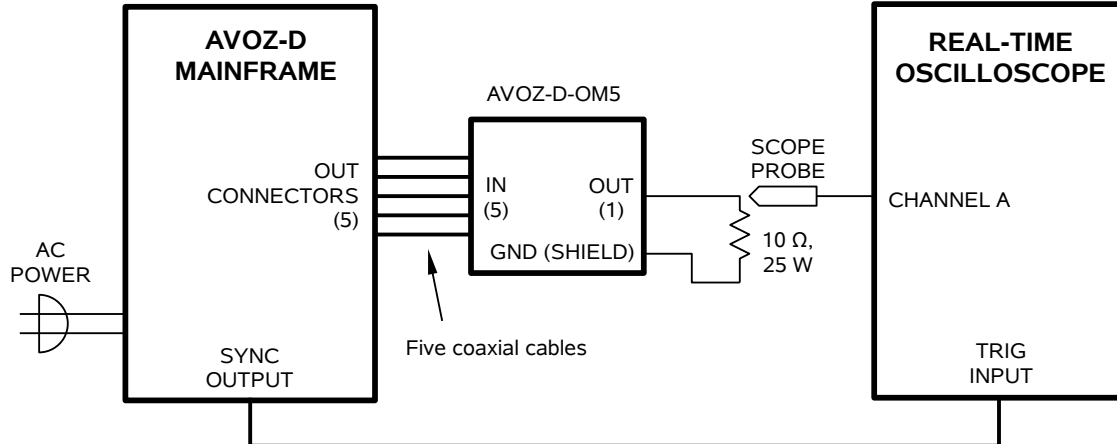 AVOZ-D
MAINFRAME
REAL-TIME
OSCILLOSCOPE
AVOZ-D-OM5
SCOPE
PROBE
OUT
CONNECTORS
(5)
IN
(5)
OUT
(1)
CHANNEL A
GND (SHIELD)
10 Ω,
25 W
AC
POWER
Five coaxial cables
SYNC
OUTPUT
TRIG
INPUT